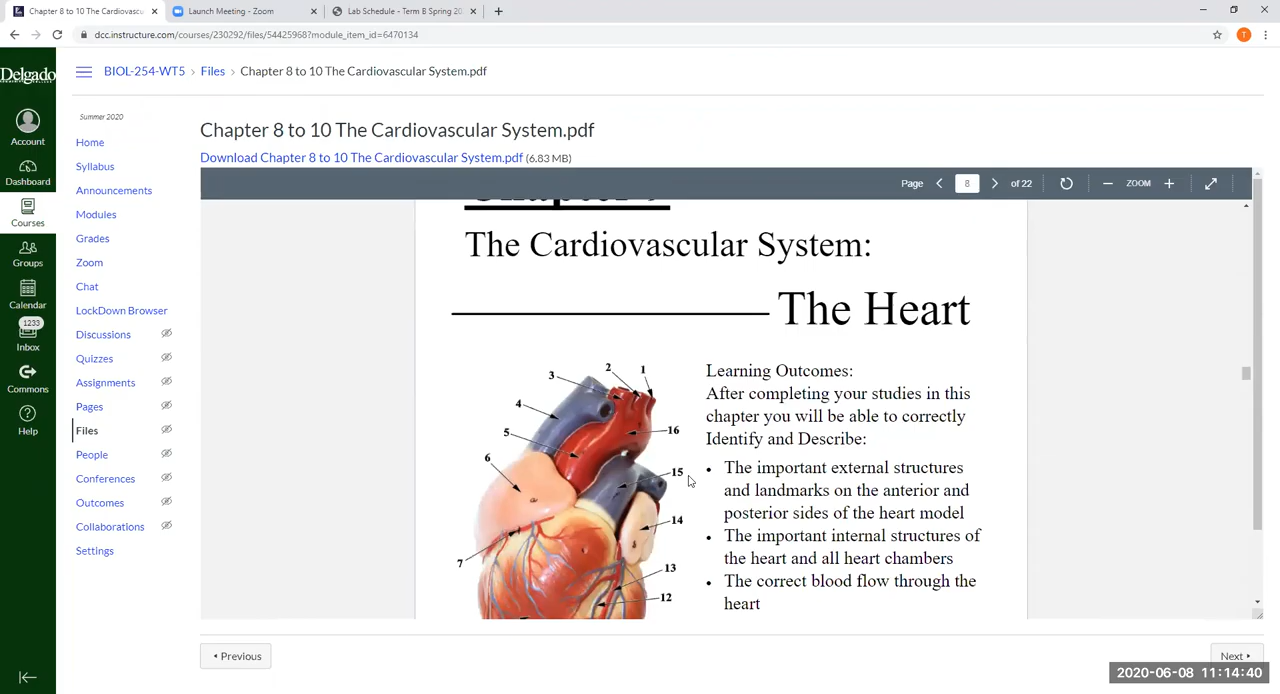 Chapter 8 to 10 The Cardiovascu
Launch Meeting - Zoom
Lab Schedule - Term B Spring 20
dcc.instructure.com/courses/230292/files/54425968?module_item_id=6470134
T
Delgado
BIOL-254-WT5 › Files › Chapter 8 to 10 The Cardiovascular System.pdf
Account
Dashboard
Courses
Groups
Calendar
1233
Inbox
Commons
Help
Summer 2020
Home
Syllabus
Announcements
Modules
Grades
Zoom
Chat
LockDown Browser
Discussions
Quizzes
Assignments
Pages
Files
People
Conferences
Outcomes
Collaborations
Settings
Chapter 8 to 10 The Cardiovascular System.pdf
Download Chapter 8 to 10 The Cardiovascular System.pdf (6.83 MB)
Page 8 of 22 ZOOM
The Cardiovascular System:
The Heart
1
2
3
4
5
16
6
15
14
7
13
12
Learning Outcomes:
After completing your studies in this
chapter you will be able to correctly
Identify and Describe:
• The important external structures
and landmarks on the anterior and
posterior sides of the heart model
• The important internal structures of
the heart and all heart chambers
• The correct blood flow through the
heart
Previous
Next
2020-06-08 11:14:40